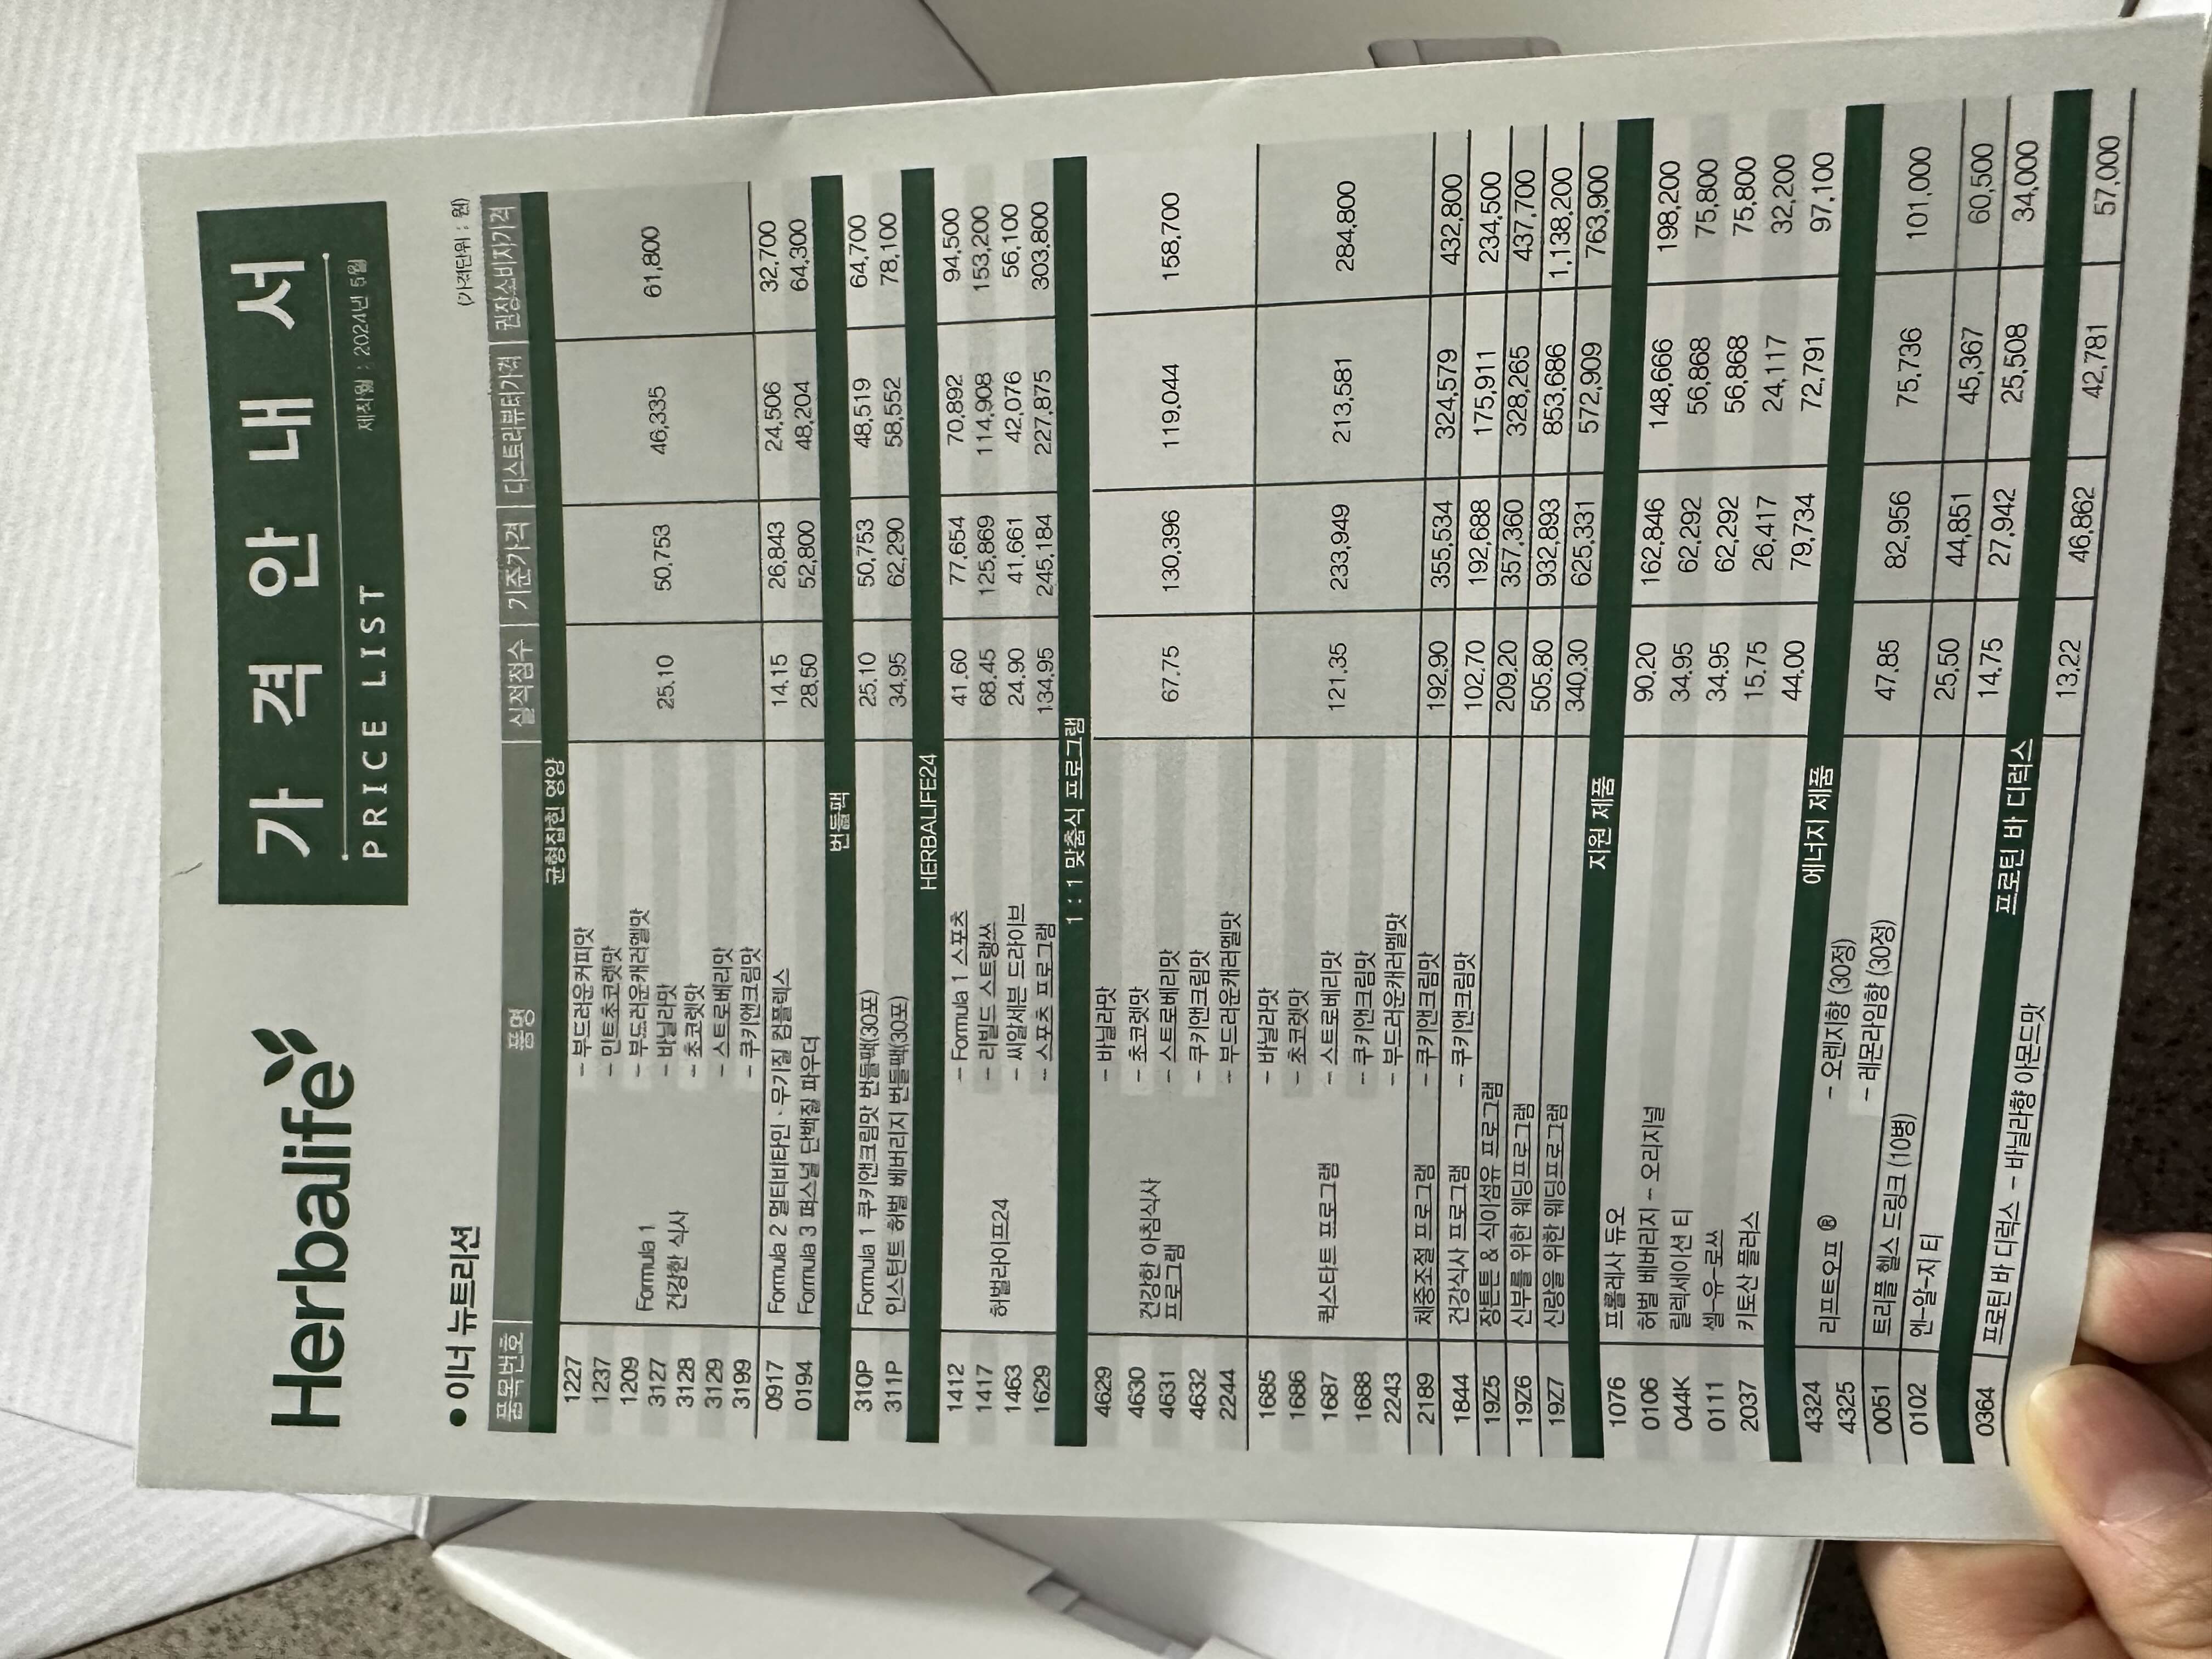 Herbalife
가 격 안 내 서
PRICE LIST 제작월 : 2024년 5월
● 이너 뉴트리션 (가격단위 : 원)
품목번호 품명 실적점수 기준가격 디스트리뷰터가격 권장소비자가격
균형잡힌 영양
1227 Formula 1 건강한 식사 - 부드러운커피맛 25.10 50,753 46,335 61,800
1237 - 민트초코렛맛
1209 - 부드러운캐러멜맛
3127 - 바닐라맛
3128 - 초코렛맛
3129 - 스트로베리맛
3199 - 쿠키앤크림맛
0917 Formula 2 멀티비타민 · 무기질 컴플렉스 14.15 26,843 24,506 32,700
0194 Formula 3 퍼스널 단백질 파우더 28.50 52,800 48,204 64,300
번들팩
310P Formula 1 쿠키앤크림맛 번들팩(30포) 25.10 50,753 48,519 64,700
311P 인스턴트 허벌 베버리지 번들팩(30포) 34.95 62,290 58,552 78,100
HERBALIFE24
1412 허벌라이프24 - Formula 1 스포츠 41.60 77,654 70,892 94,500
1417 - 리빌드 스트랭쓰 68.45 125,869 114,908 153,200
1463 - 씨알세븐 드라이브 24.90 41,661 42,076 56,100
1629 - 스포츠 프로그램 134.95 245,184 227,875 303,800
1 : 1 맞춤식 프로그램
4629 건강한 아침식사 프로그램 - 바닐라맛 67.75 130,396 119,044 158,700
4630 - 초코렛맛
4631 - 스트로베리맛
4632 - 쿠키앤크림맛
2244 - 부드러운캐러멜맛
1685 퀵스타트 프로그램 - 바닐라맛 121.35 233,949 213,581 284,800
1686 - 초코렛맛
1687 - 스트로베리맛
1688 - 쿠키앤크림맛
2243 - 부드러운캐러멜맛
2189 체중조절 프로그램 - 쿠키앤크림맛 192.90 355,534 324,579 432,800
1844 건강식사 프로그램 - 쿠키앤크림맛 102.70 192,688 175,911 234,500
19Z5 장튼튼 & 식이섬유 프로그램 209.20 357,360 328,265 437,700
19Z6 신부를 위한 웨딩프로그램 505.80 932,893 853,686 1,138,200
19Z7 신랑을 위한 웨딩프로그램 340.30 625,331 572,909 763,900
지원 제품
1076 프롤레사 듀오 90.20 162,846 148,666 198,200
0106 허벌 베버리지 - 오리지널 34.95 62,292 56,868 75,800
044K 릴렉세이션 티 34.95 62,292 56,868 75,800
0111 셀-유-로쓰 15.75 26,417 24,117 32,200
2037 키토산 플러스 44.00 79,734 72,791 97,100
에너지 제품
4324 리프트오프 ® - 오렌지향 (30정) 47.85 82,956 75,736 101,000
4325 - 레몬라임향 (30정)
0051 트리플 헬스 드링크 (10병) 25.50 44,851 45,367 60,500
0102 엔-알-지 티 14.75 27,942 25,508 34,000
프로틴 바 디럭스
0364 프로틴 바 디럭스 - 바닐라향 아몬드맛 13.22 46,862 42,781 57,000